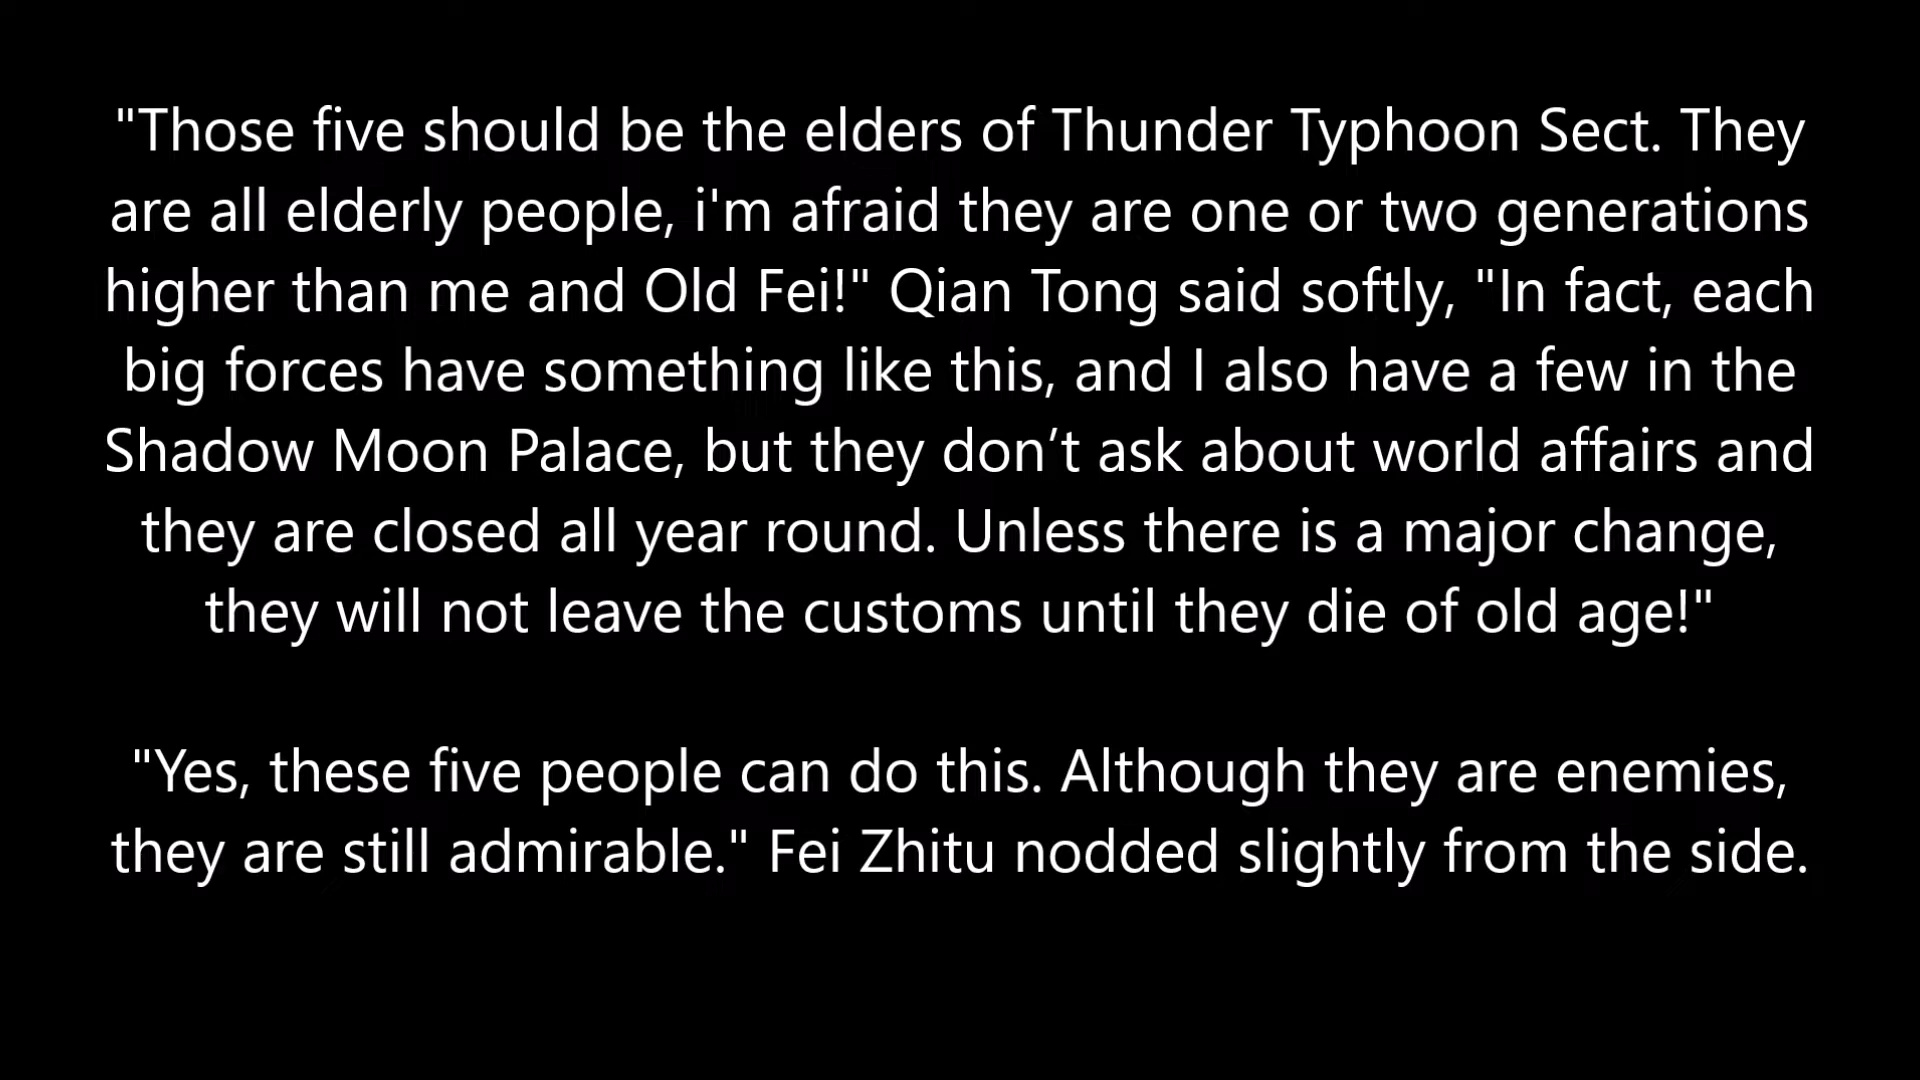 "Those five should be the elders of Thunder Typhoon Sect. They
are all elderly people, i'm afraid they are one or two generations
higher than me and Old Fei!" Qian Tong said softly, "In fact, each
big forces have something like this, and I also have a few in the
Shadow Moon Palace, but they don’t ask about world affairs and
they are closed all year round. Unless there is a major change,
they will not leave the customs until they die of old age!"
"Yes, these five people can do this. Although they are enemies,
they are still admirable." Fei Zhitu nodded slightly from the side.